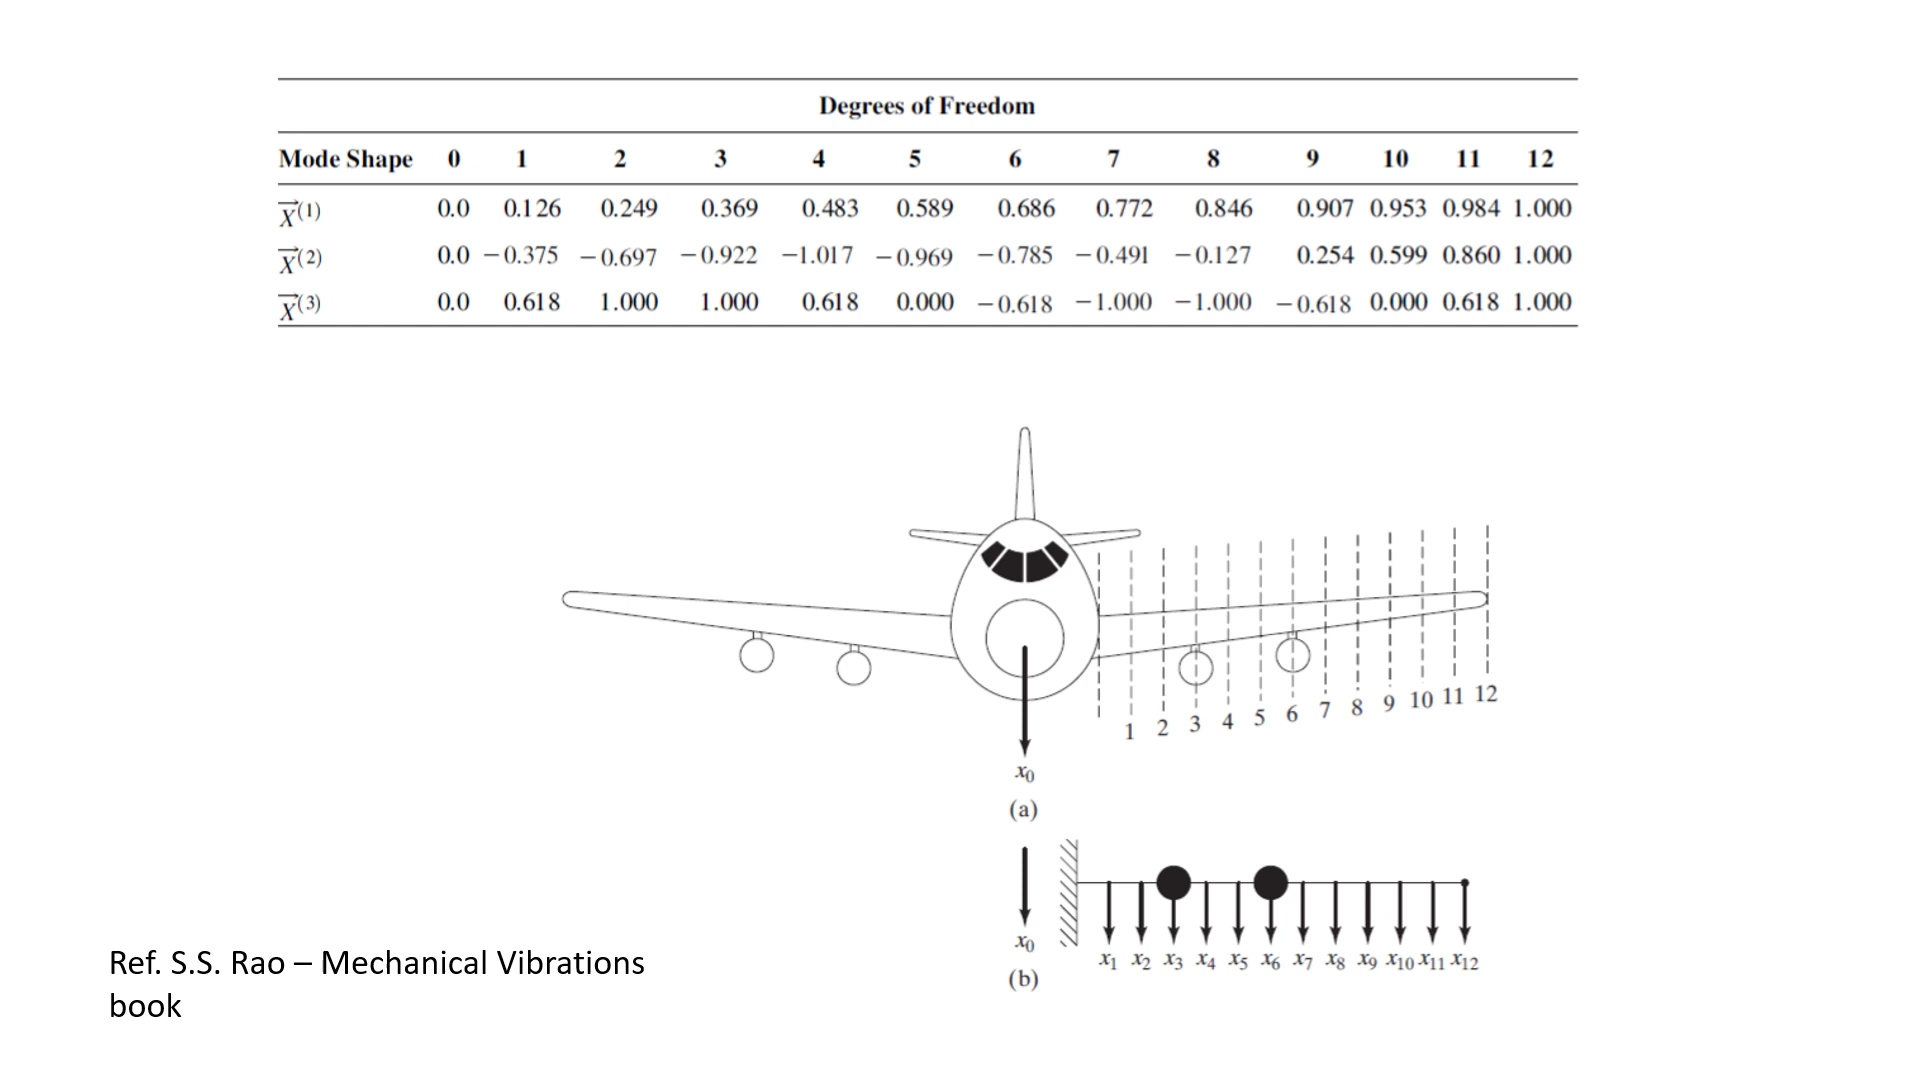 Degrees of Freedom
Mode Shape 0 1 2 3 4 5 6 7 8 9 10 11 12
X⃗(1) 0.0 0.126 0.249 0.369 0.483 0.589 0.686 0.772 0.846 0.907 0.953 0.984 1.000
X⃗(2) 0.0 −0.375 −0.697 −0.922 −1.017 −0.969 −0.785 −0.491 −0.127 0.254 0.599 0.860 1.000
X⃗(3) 0.0 0.618 1.000 1.000 0.618 0.000 −0.618 −1.000 −1.000 −0.618 0.000 0.618 1.000
1 2 3 4 5 6 7 8 9 10 11 12
x0
(a)
x0
x1 x2 x3 x4 x5 x6 x7 x8 x9 x10 x11 x12
(b)
Ref. S.S. Rao – Mechanical Vibrations
book